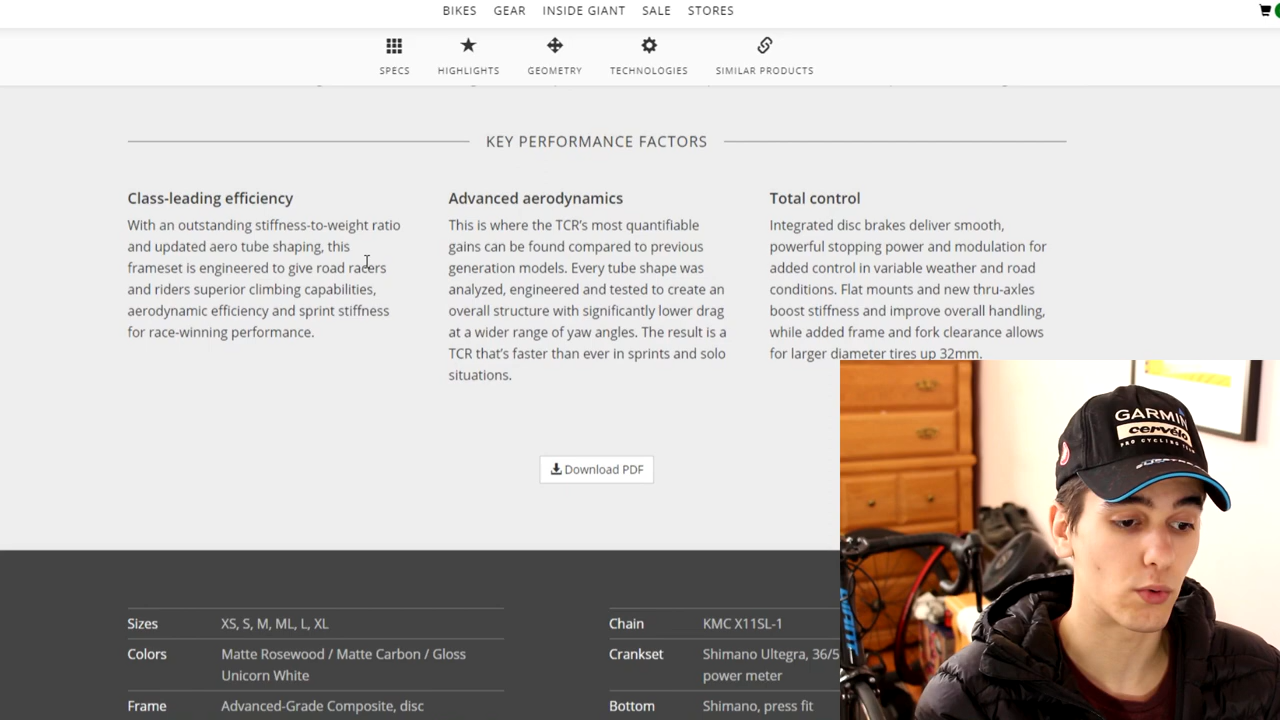 BIKES GEAR INSIDE GIANT SALE STORES
SPECS HIGHLIGHTS GEOMETRY TECHNOLOGIES SIMILAR PRODUCTS
KEY PERFORMANCE FACTORS
Class-leading efficiency
With an outstanding stiffness-to-weight ratio
and updated aero tube shaping, this
frameset is engineered to give road racers
and riders superior climbing capabilities,
aerodynamic efficiency and sprint stiffness
for race-winning performance.
Advanced aerodynamics
This is where the TCR’s most quantifiable
gains can be found compared to previous
generation models. Every tube shape was
analyzed, engineered and tested to create an
overall structure with significantly lower drag
at a wider range of yaw angles. The result is a
TCR that’s faster than ever in sprints and solo
situations.
Total control
Integrated disc brakes deliver smooth,
powerful stopping power and modulation for
added control in variable weather and road
conditions. Flat mounts and new thru-axles
boost stiffness and improve overall handling,
while added frame and fork clearance allows
for larger diameter tires up 32mm.
Download PDF
Sizes XS, S, M, ML, L, XL
Colors Matte Rosewood / Matte Carbon / Gloss
Unicorn White
Frame Advanced-Grade Composite, disc
Chain KMC X11SL-1
Crankset Shimano Ultegra, 36/5
power meter
Bottom Shimano, press fit
GARMIN
cervélo
PRO CYCLING TEAM